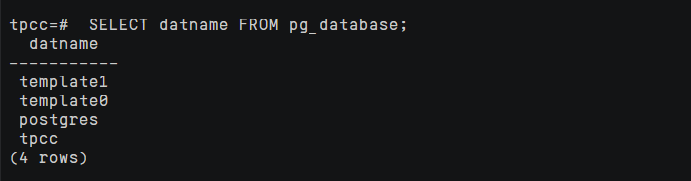 tpcc=#  SELECT datname FROM pg_database;
  datname
-----------
 template1
 template0
 postgres
 tpcc
(4 rows)